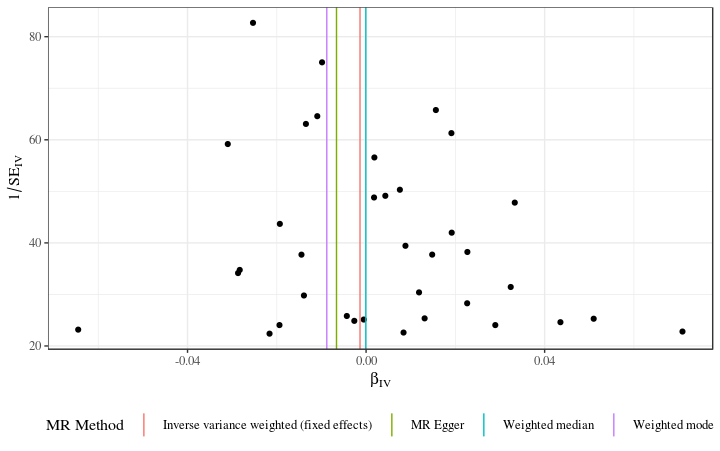 80
60
40
20
1/SE_IV
-0.04
0.00
0.04
β_IV
MR Method Inverse variance weighted (fixed effects) MR Egger Weighted median Weighted mode